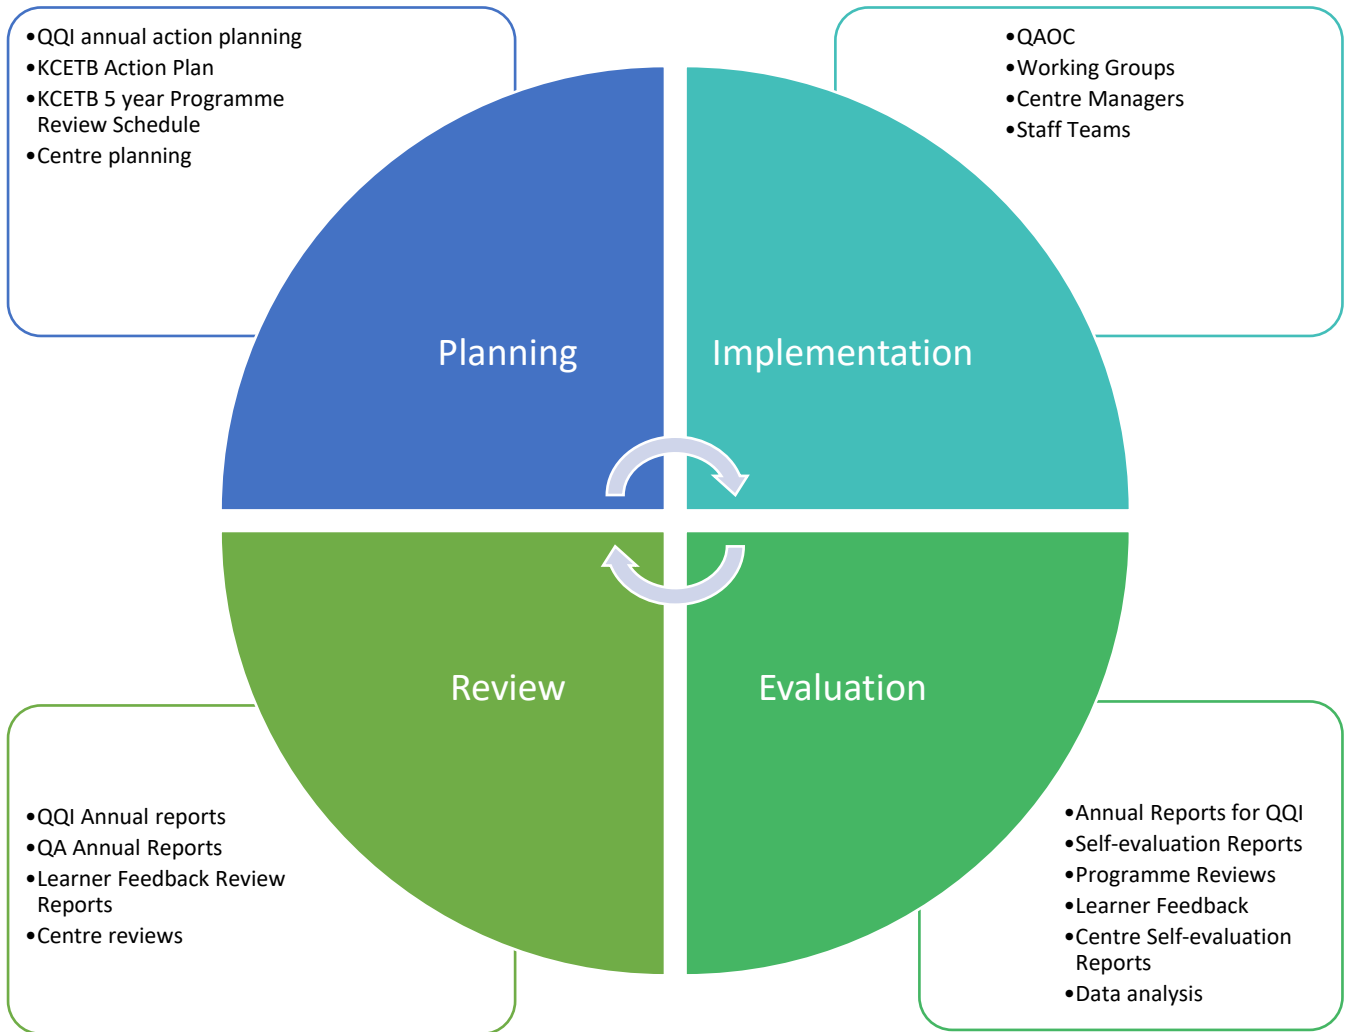 •QQI annual action planning
•KCETB Action Plan
•KCETB 5 year Programme
Review Schedule
•Centre planning
•QAOC
•Working Groups
•Centre Managers
•Staff Teams
Planning
Implementation
Review
Evaluation
•QQI Annual reports
•QA Annual Reports
•Learner Feedback Review
Reports
•Centre reviews
•Annual Reports for QQI
•Self-evaluation Reports
•Programme Reviews
•Learner Feedback
•Centre Self-evaluation
Reports
•Data analysis